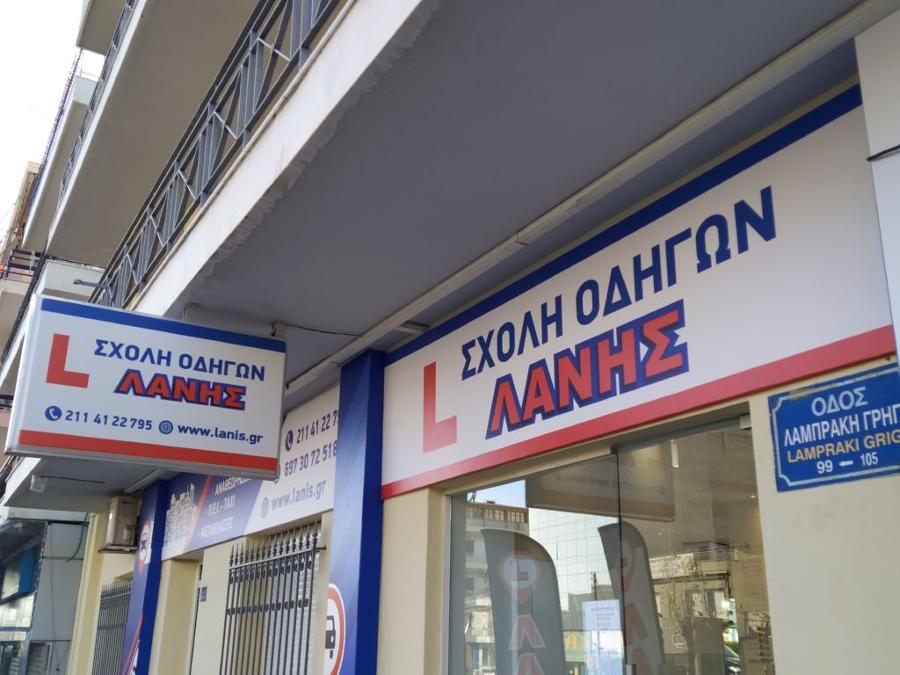 L
ΣΧΟΛΗ ΟΔΗΓΩΝ
ΛΑΝΗΣ
211 41 22 795 www.lanis.gr
L
ΣΧΟΛΗ ΟΔΗΓΩΝ
ΛΑΝΗΣ
211 41 22 7
697 30 72 518
www.lanis.gr
Π.Ε.Ι - ΤΑΧΙ
ΟΔΟΣ
ΛΑΜΠΡΑΚΗ ΓΡΗΓ
LAMPRAKI GRIG
99 ← 105